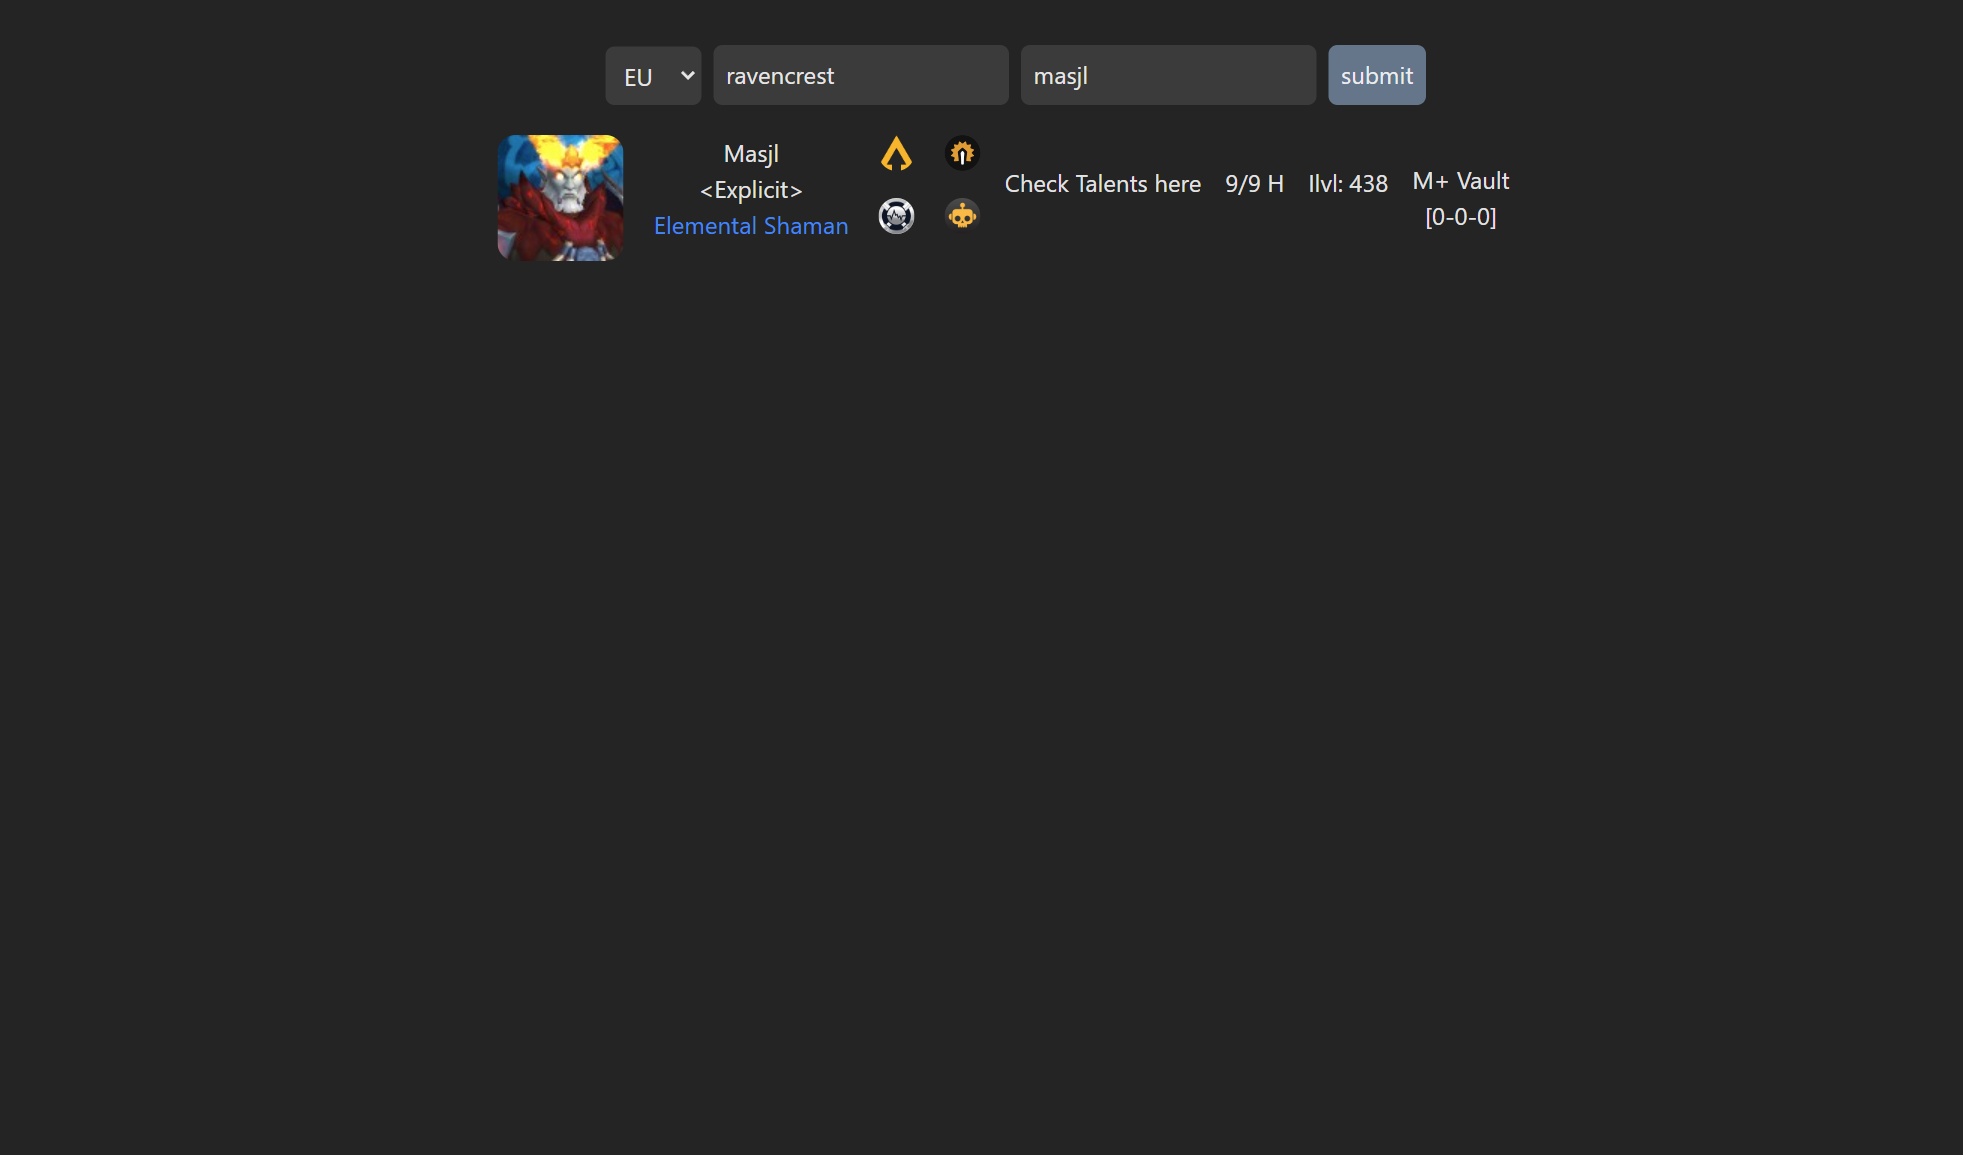 EU
ravencrest
masjl
submit
Masjl
<Explicit>
Elemental Shaman
Check Talents here
9/9 H
Ilvl: 438
M+ Vault
[0-0-0]